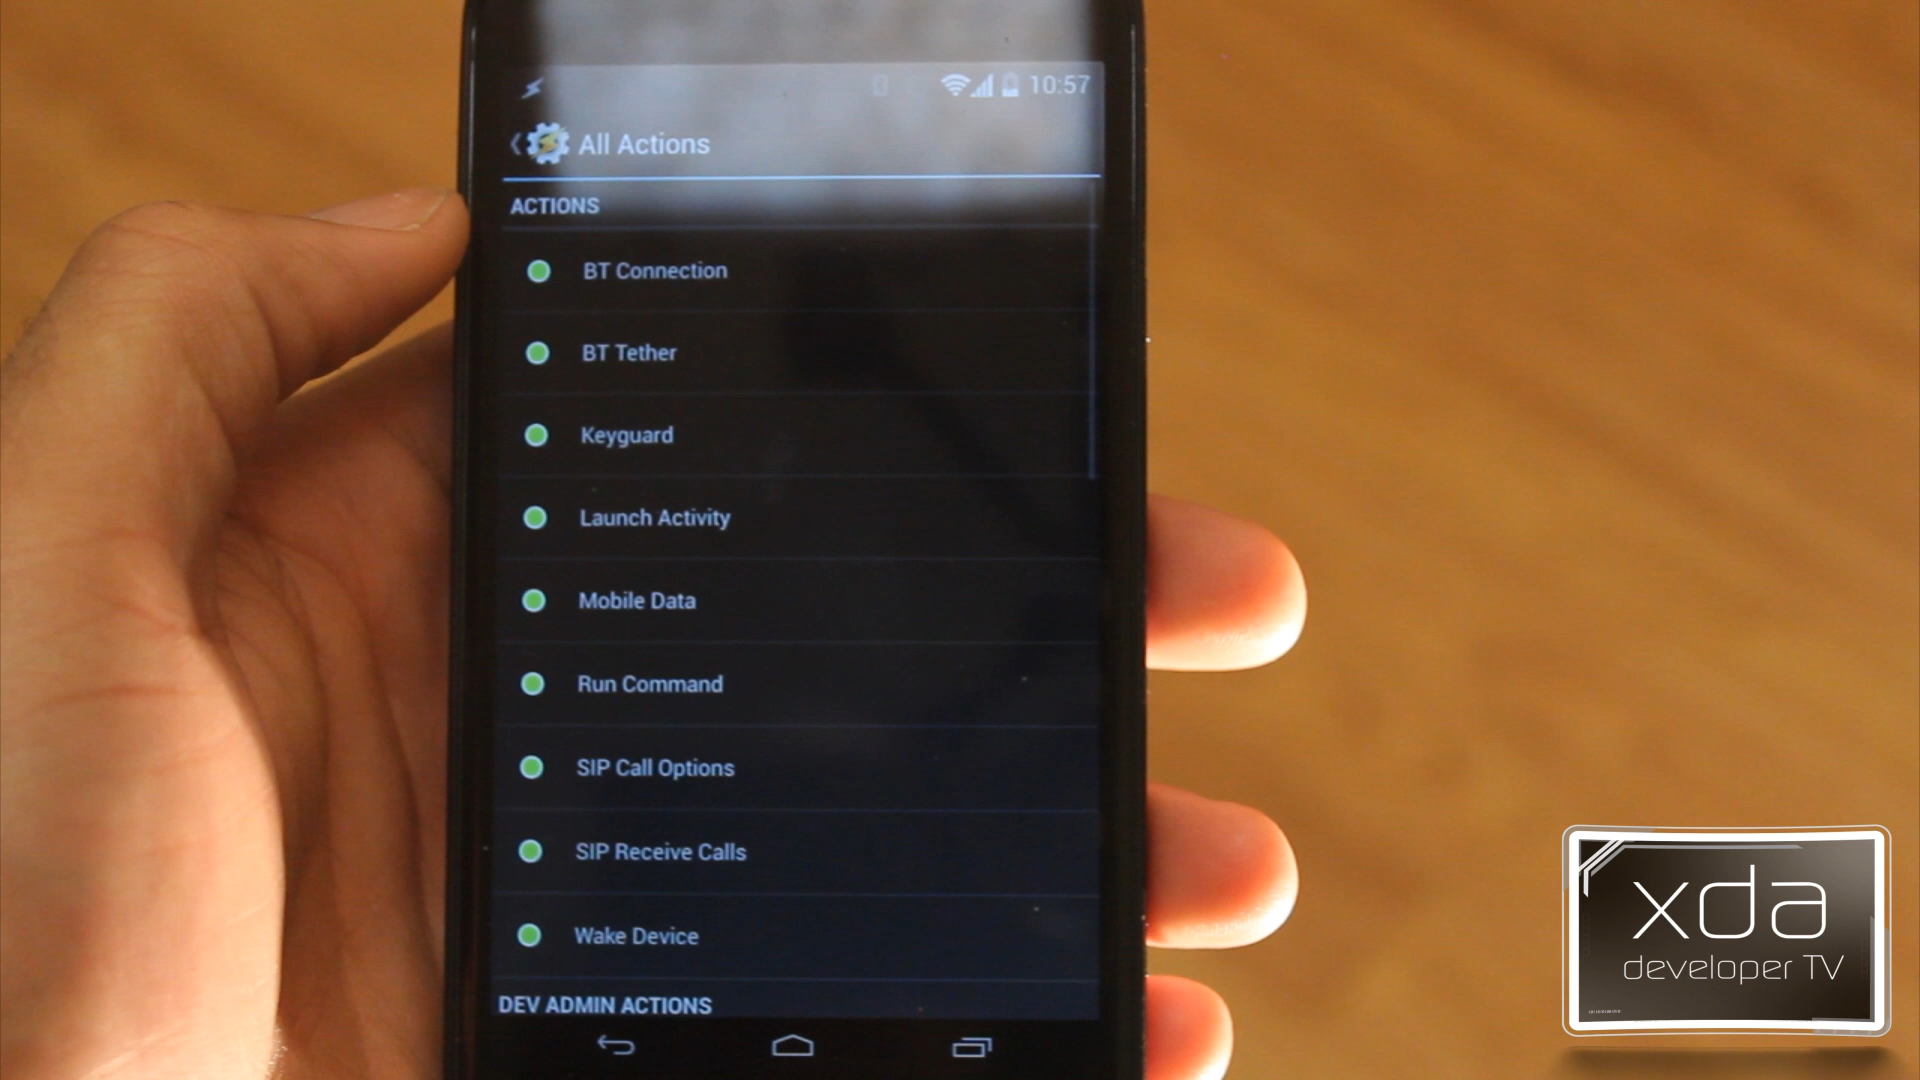 10:57
All Actions
ACTIONS
BT Connection
BT Tether
Keyguard
Launch Activity
Mobile Data
Run Command
SIP Call Options
SIP Receive Calls
Wake Device
DEV ADMIN ACTIONS
xda
developer TV